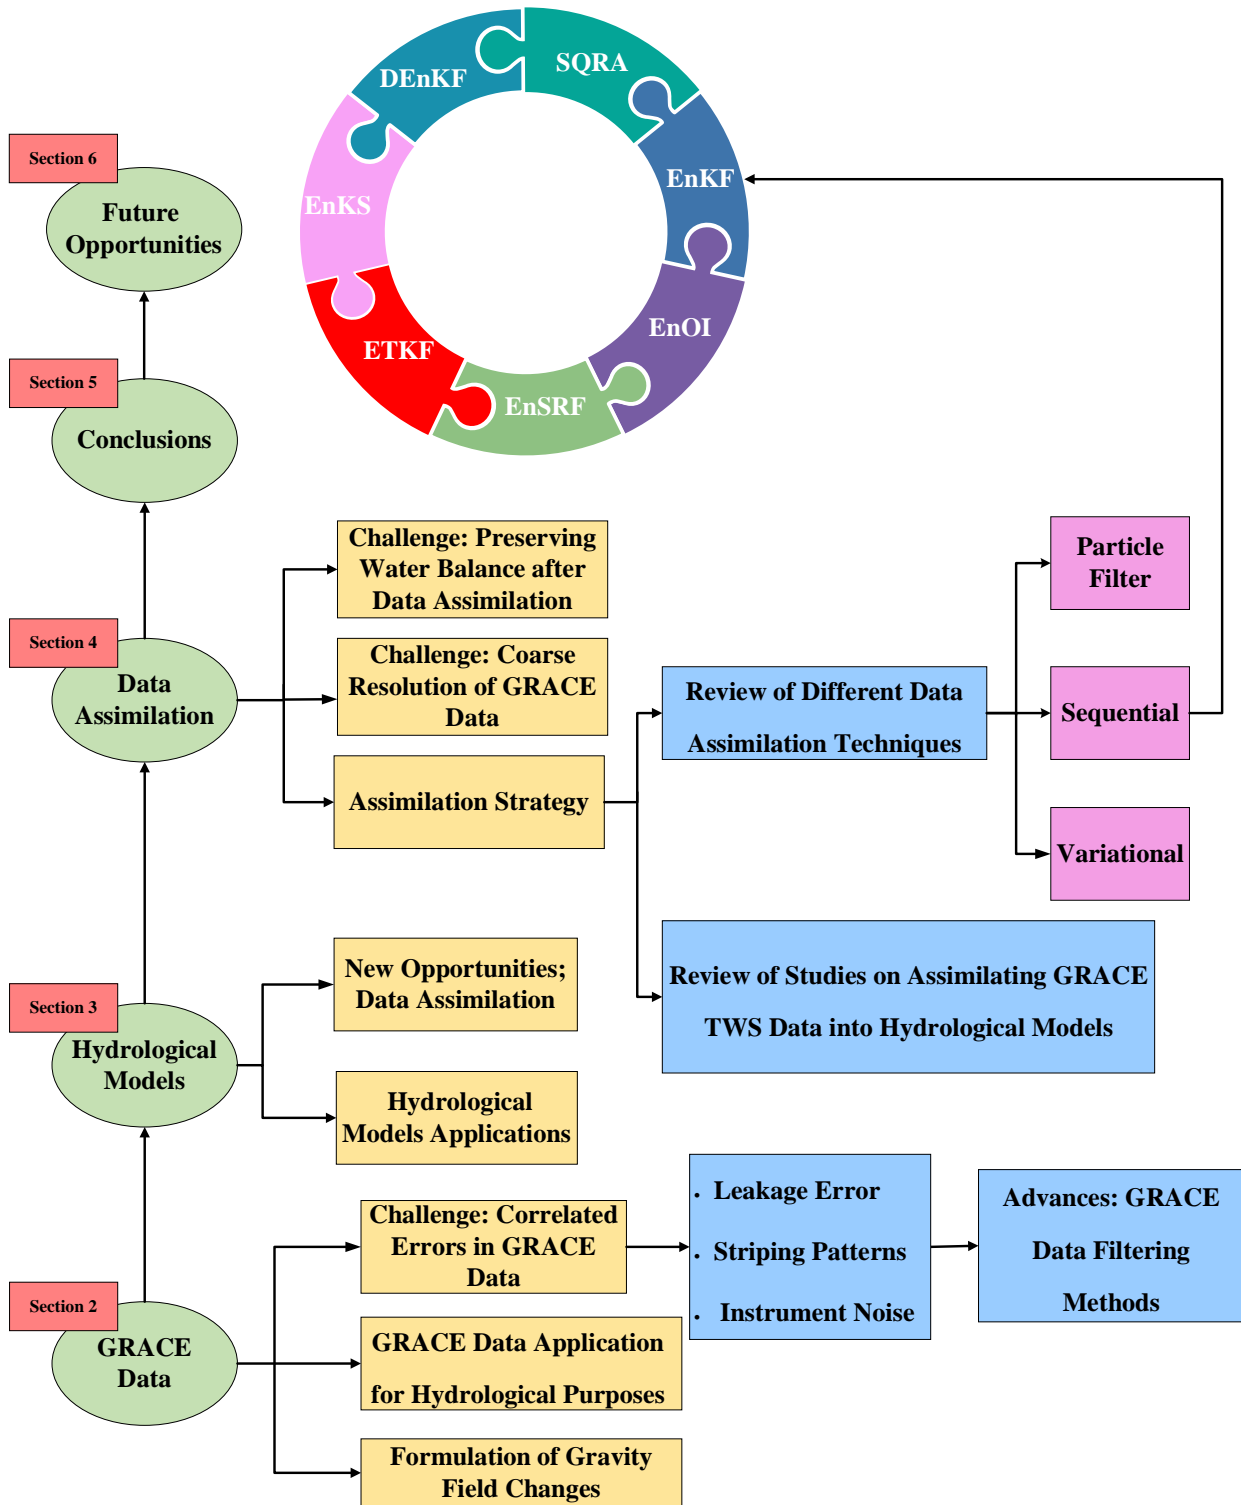 SQRA
DEnKF
EnKF
EnKS
EnOI
ETKF
EnSRF
Section 6
Future
Opportunities
Section 5
Conclusions
Section 4
Data
Assimilation
Challenge: Preserving
Water Balance after
Data Assimilation
Challenge: Coarse
Resolution of GRACE
Data
Assimilation Strategy
Review of Different Data
Assimilation Techniques
Particle
Filter
Sequential
Variational
Review of Studies on Assimilating GRACE
TWS Data into Hydrological Models
Section 3
Hydrological
Models
New Opportunities;
Data Assimilation
Hydrological
Models Applications
Section 2
GRACE
Data
Challenge: Correlated
Errors in GRACE
Data
. Leakage Error
. Striping Patterns
. Instrument Noise
Advances: GRACE
Data Filtering
Methods
GRACE Data Application
for Hydrological Purposes
Formulation of Gravity
Field Changes